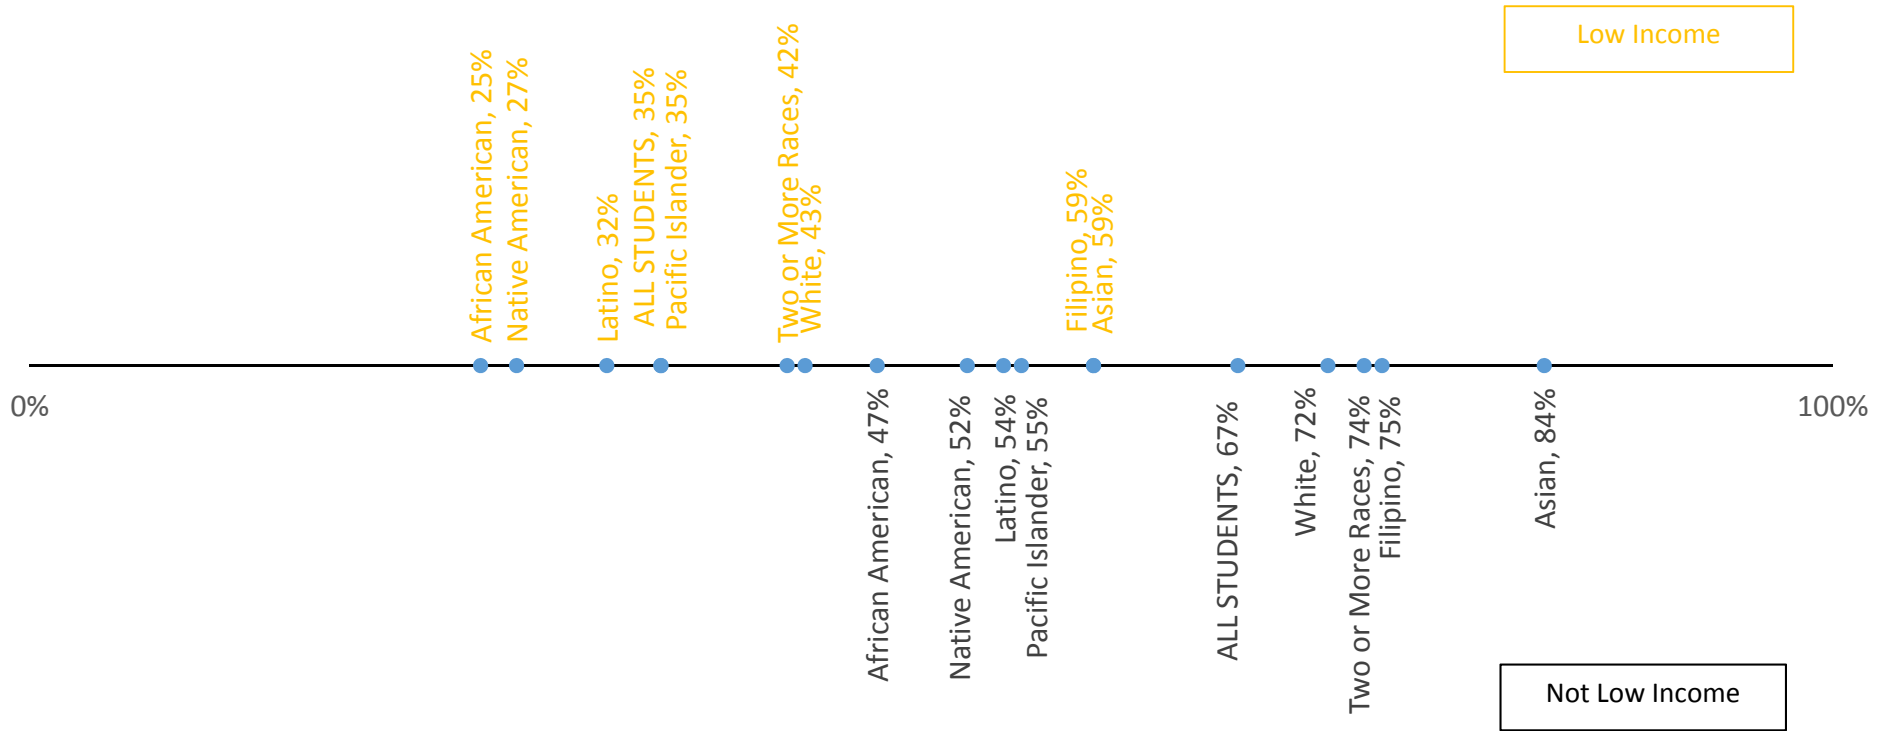 Low Income
African American, 25%
Native American, 27%
Latino, 32%
ALL STUDENTS, 35%
Pacific Islander, 35%
Two or More Races, 42%
White, 43%
Filipino, 59%
Asian, 59%
0%
100%
African American, 47%
Native American, 52%
Latino, 54%
Pacific Islander, 55%
ALL STUDENTS, 67%
White, 72%
Two or More Races, 74%
Filipino, 75%
Asian, 84%
Not Low Income